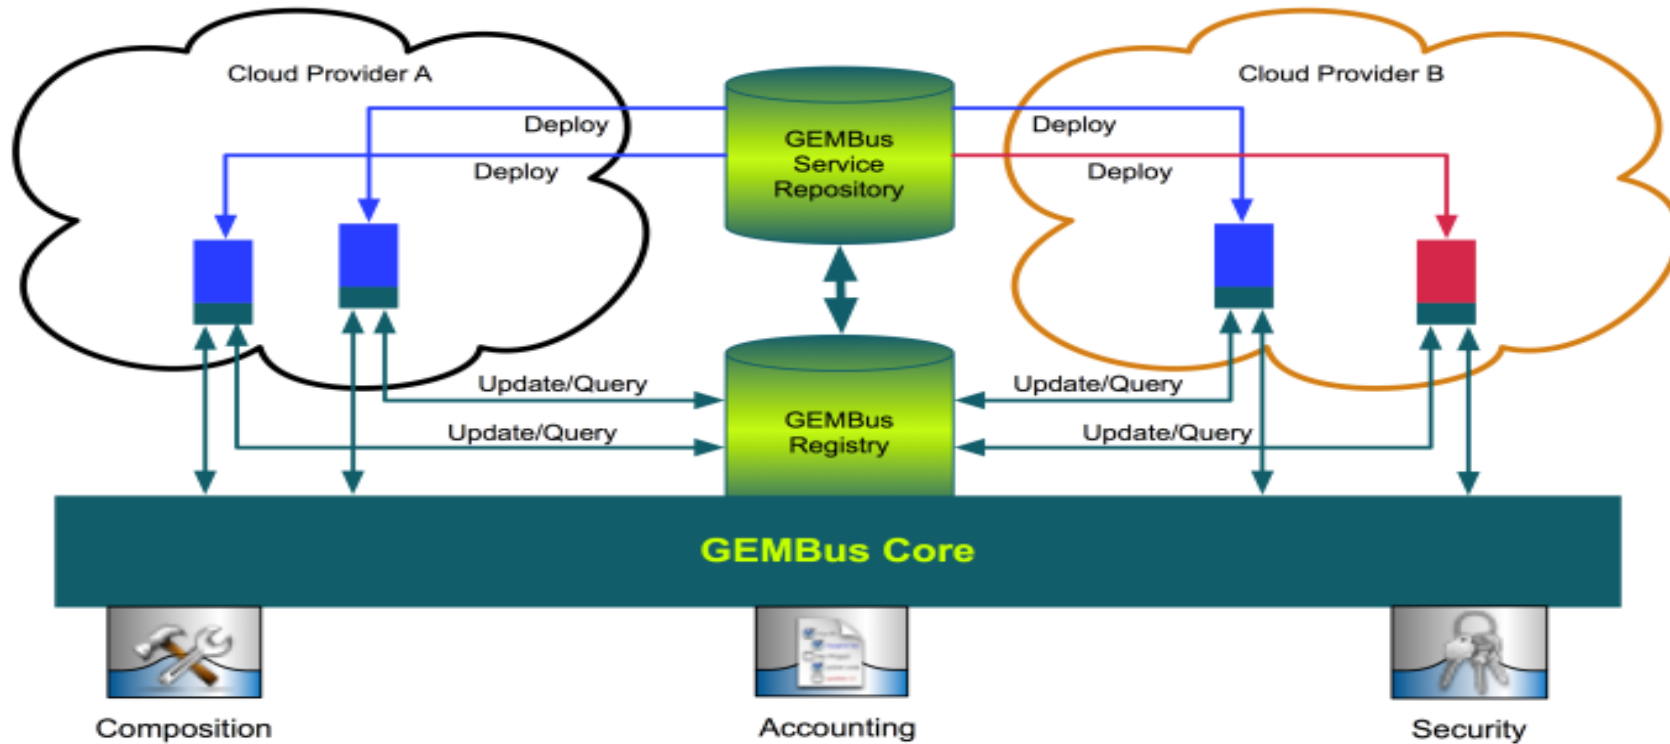 Cloud Provider A
Cloud Provider B
Deploy
Deploy
GEMBus
Service
Repository
Deploy
Deploy
Update/Query
Update/Query
GEMBus
Registry
Update/Query
Update/Query
GEMBus Core
Composition
Accounting
Security